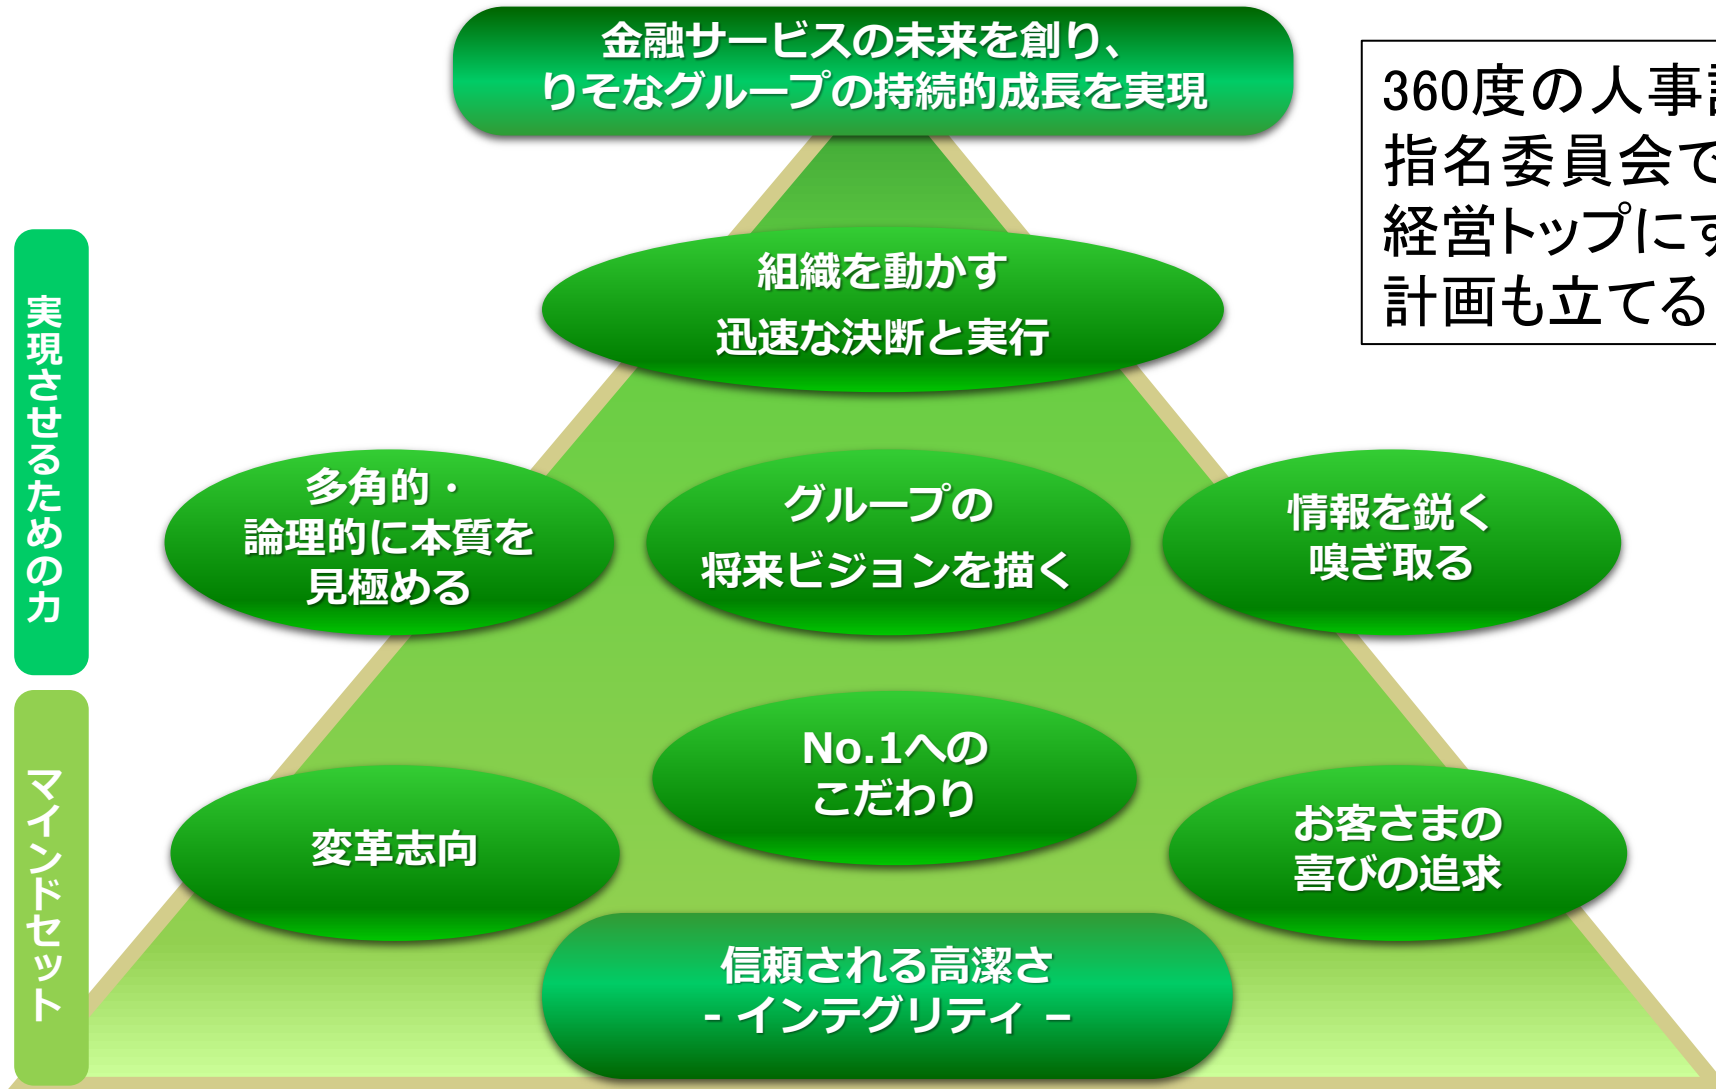 金融サービスの未来を創り、
りそなグループの持続的成長を実現
360度の人事
指名委員会で
経営トップにす
計画も立てる
組織を動かす
迅速な決断と実行
実現させるための力
多角的・
論理的に本質を
見極める
グループの
将来ビジョンを描く
情報を鋭く
嗅ぎ取る
マインドセット
No.1への
こだわり
変革志向
お客さまの
喜びの追求
信頼される高潔さ
- インテグリティ –